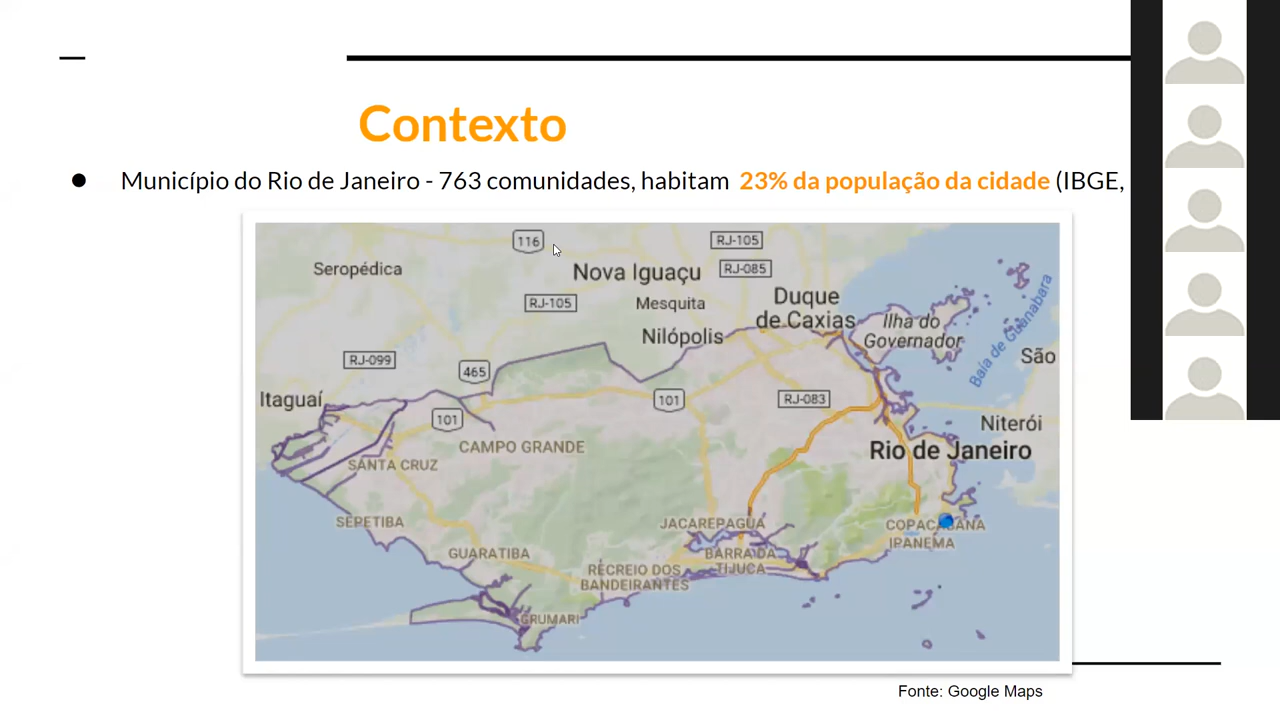 Contexto
● Município do Rio de Janeiro - 763 comunidades, habitam 23% da população da cidade (IBGE,
116
RJ-105
Seropédica
Nova Iguaçu
RJ-085
RJ-105
Mesquita
Duque
de Caxias
Ilha do
Governador
Baía de Guanabara
Nilópolis
RJ-099
465
São
Itaguaí
101
RJ-083
101
Niterói
CAMPO GRANDE
Rio de Janeiro
SANTA CRUZ
SEPETIBA
JACAREPAGUÁ
COPACABANA
IPANEMA
GUARATIBA
BARRA DA
TIJUCA
RECREIO DOS
BANDEIRANTES
GRUMARI
Fonte: Google Maps